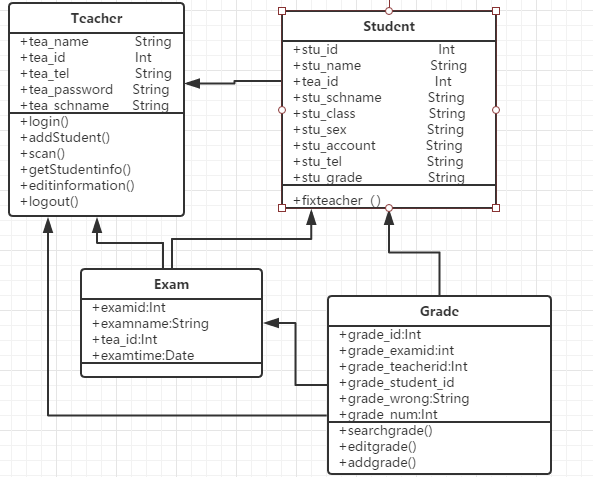 Teacher
+tea_name String
+tea_id Int
+tea_tel String
+tea_password String
+tea_schname String
+login()
+addStudent()
+scan()
+getStudentinfo()
+editinformation()
+logout()
Student
+stu_id Int
+stu_name String
+tea_id Int
+stu_schname String
+stu_class String
+stu_sex String
+stu_account String
+stu_tel String
+stu_grade String
+fixteacher（）
Exam
+examid:Int
+examname:String
+tea_id:Int
+examtime:Date
Grade
+grade_id:Int
+grade_examid:int
+grade_teacherid:Int
+grade_student_id
+grade_wrong:String
+grade_num:Int
+searchgrade()
+editgrade()
+addgrade()